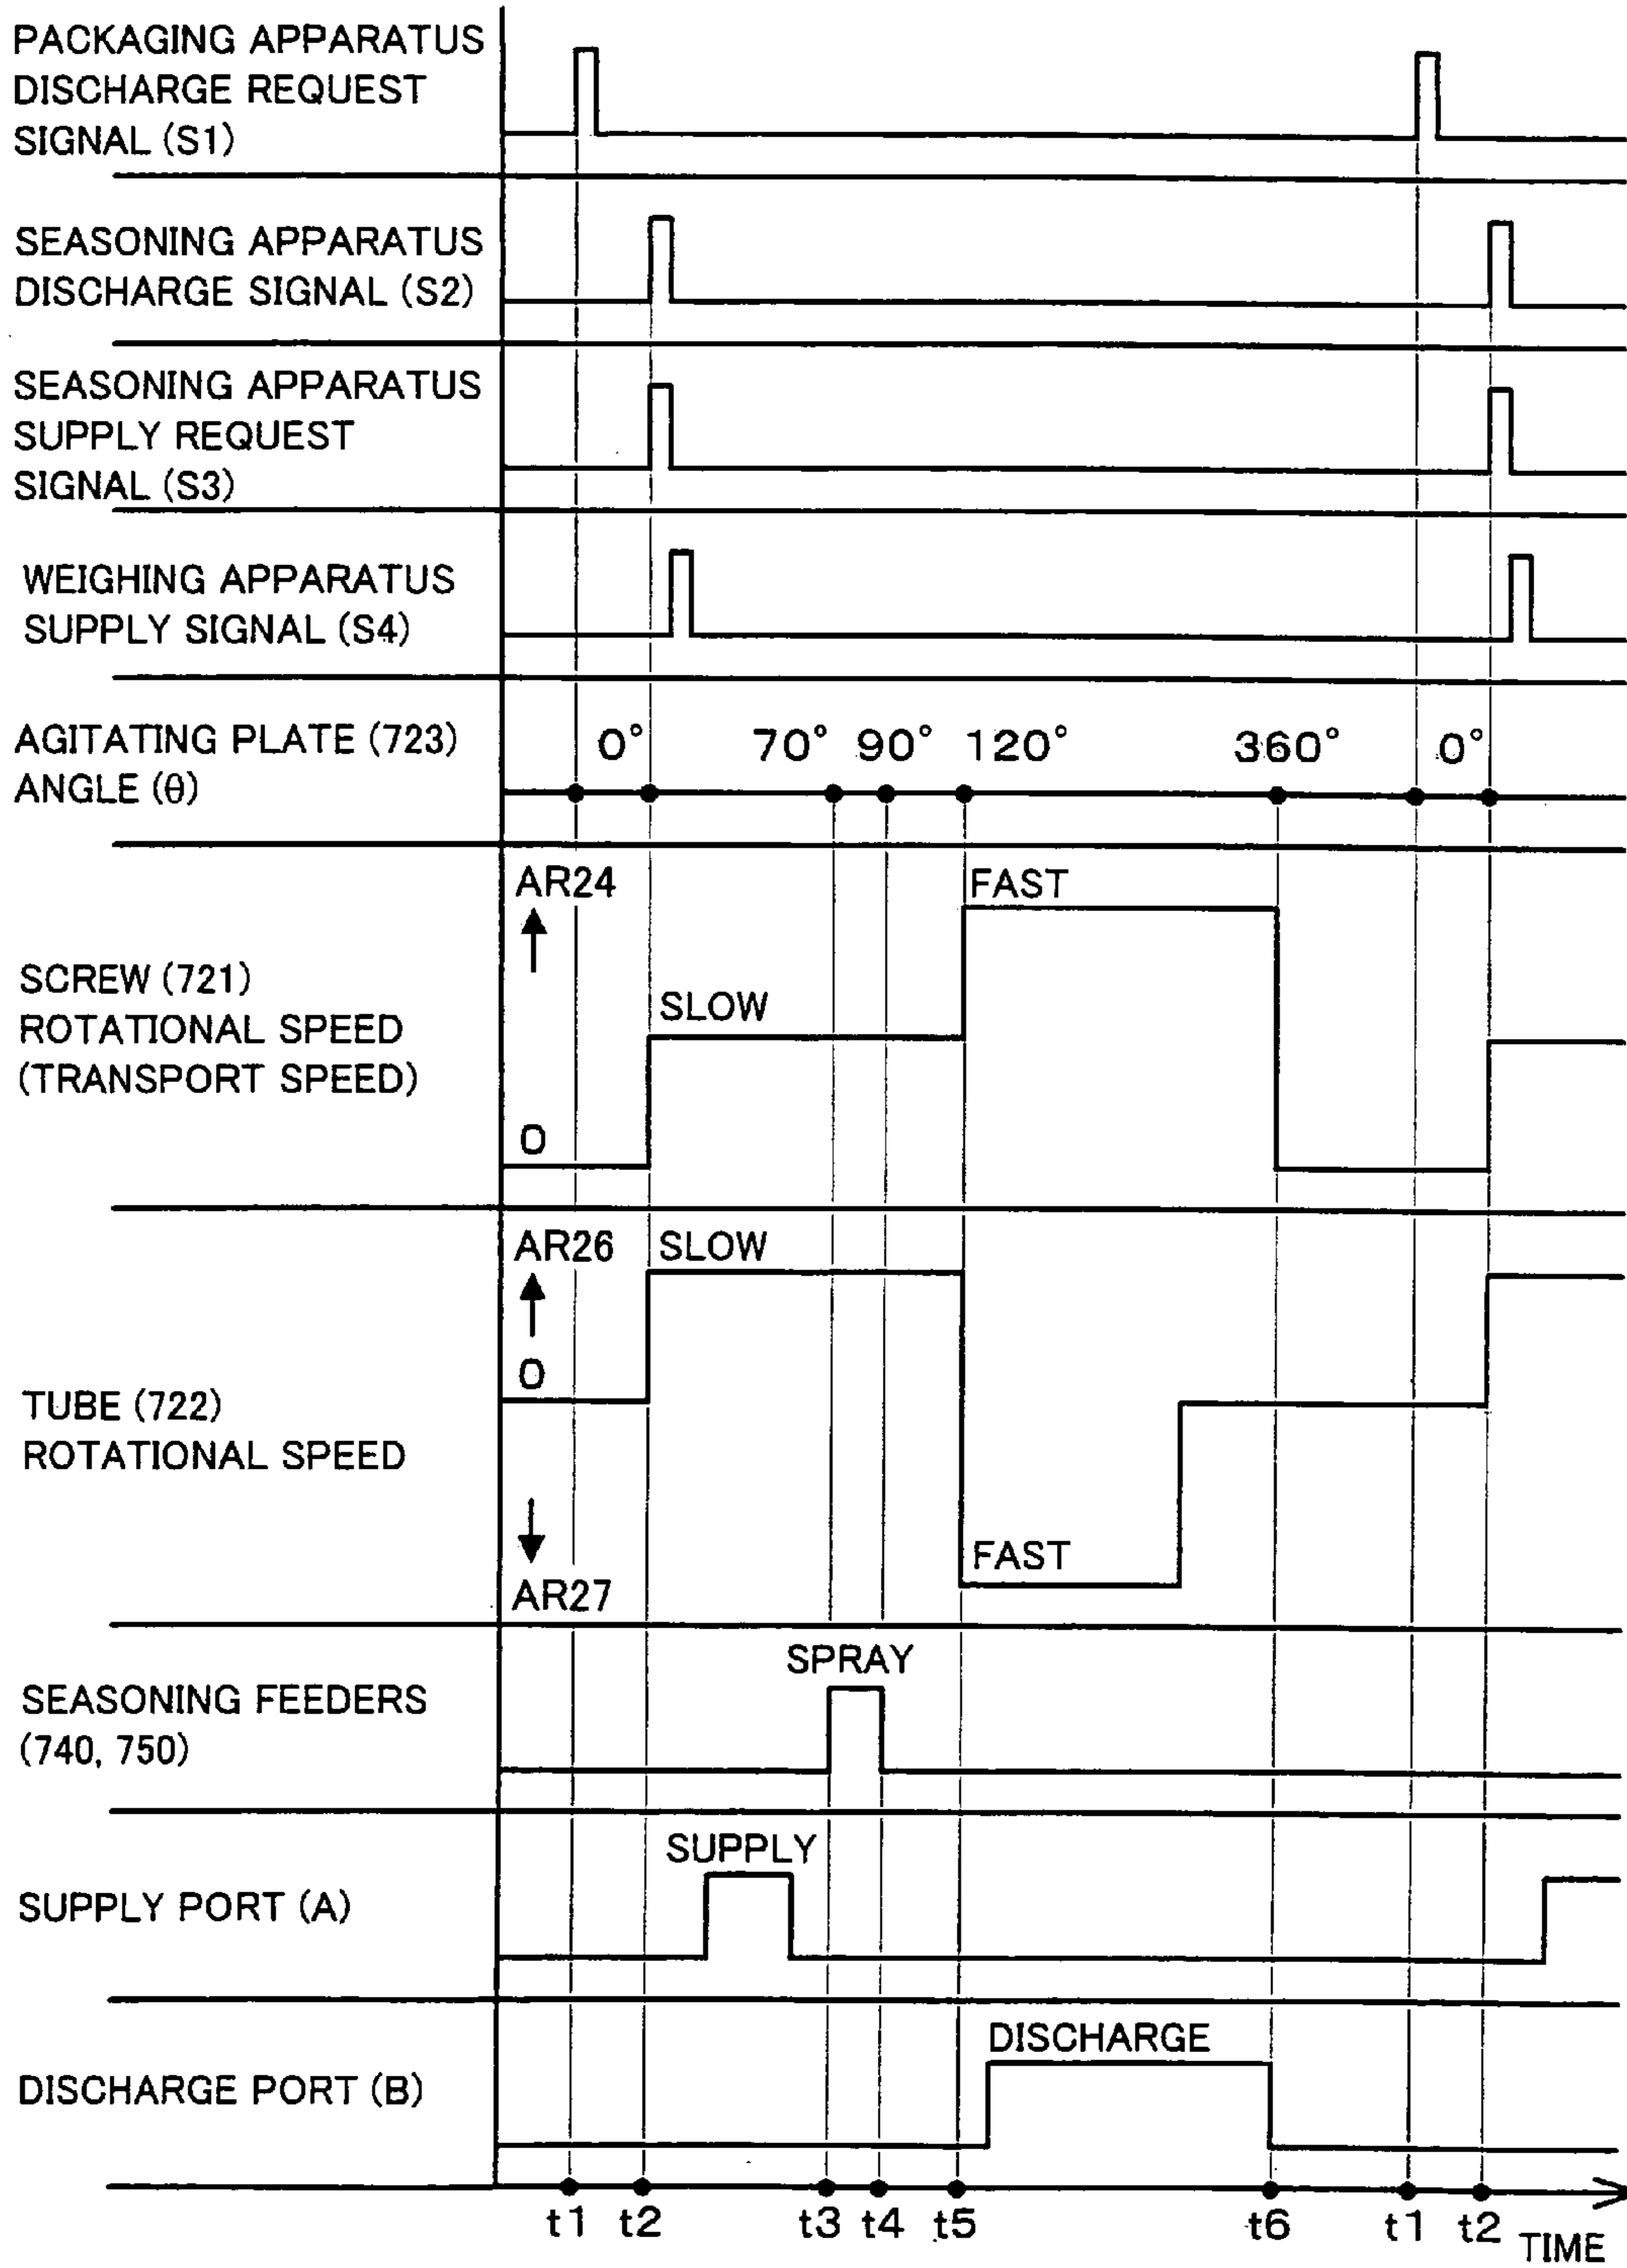 PACKAGING APPARATUS
DISCHARGE REQUEST
SIGNAL (S1)
SEASONING APPARATUS
DISCHARGE SIGNAL (S2)
SEASONING APPARATUS
SUPPLY REQUEST
SIGNAL (S3)
WEIGHING APPARATUS
SUPPLY SIGNAL (S4)
AGITATING PLATE (723)
ANGLE (θ)
0° 70° 90° 120° 360° 0°
AR24
FAST
SCREW (721)
ROTATIONAL SPEED
(TRANSPORT SPEED)
SLOW
0
AR26
SLOW
0
TUBE (722)
ROTATIONAL SPEED
FAST
AR27
SPRAY
SEASONING FEEDERS
(740, 750)
SUPPLY
SUPPLY PORT (A)
DISCHARGE
DISCHARGE PORT (B)
t1 t2 t3 t4 t5 t6 t1 t2 TIME